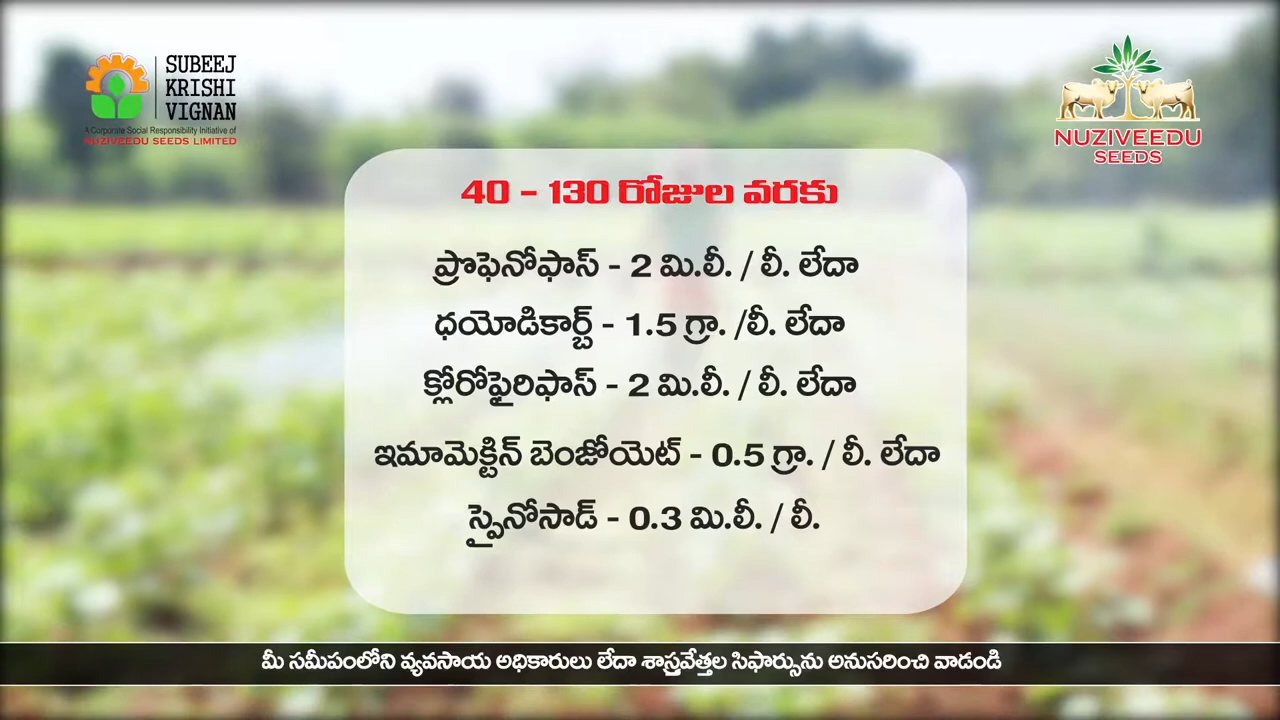 SUBEEJ
KRISHI
VIGNAN
A Corporate Social Responsibility Initiative of
NUZIVEEDU SEEDS LIMITED
NUZIVEEDU
SEEDS
40 - 130 రోజుల వరకు
ప్రొఫెనోఫాస్ - 2 మి.లీ. / లీ. లేదా
ధయోడికార్బ్ - 1.5 గ్రా. /లీ. లేదా
క్లోరోఫైరిఫాస్ - 2 మి.లీ. / లీ. లేదా
ఇమామెక్టిన్ బెంజోయెట్ - 0.5 గ్రా. / లీ. లేదా
స్పైనోసాడ్ - 0.3 మి.లీ. / లీ.
మీ సమీపంలోని వ్యవసాయ అధికారులు లేదా శాస్త్రవేత్తల సిఫార్సును అనుసరించి వాడండి